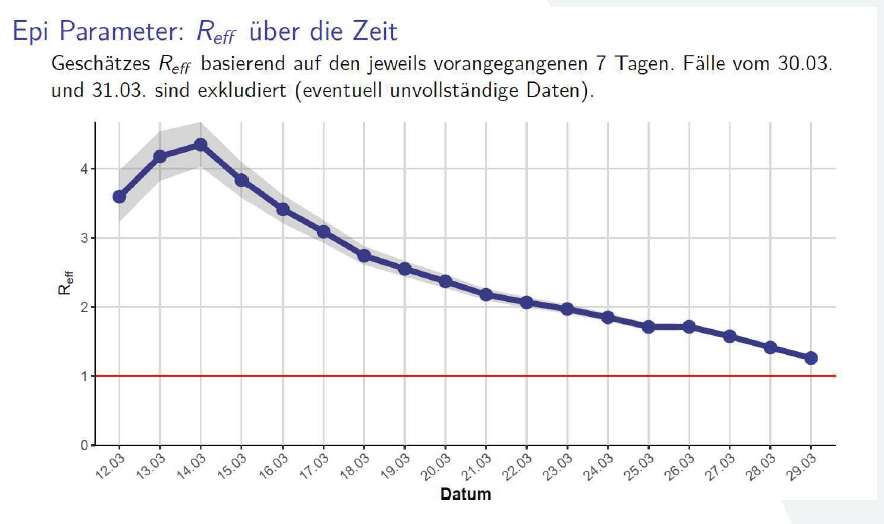 Epi Parameter: Reff über die Zeit
Geschätzes Reff basierend auf den jeweils vorangegangenen 7 Tagen. Fälle vom 30.03.
und 31.03. sind exkludiert (eventuell unvollständige Daten).
4
3
2
1
0
Reff
12.03 13.03 14.03 15.03 16.03 17.03 18.03 19.03 20.03 21.03 22.03 23.03 24.03 25.03 26.03 27.03 28.03 29.03
Datum